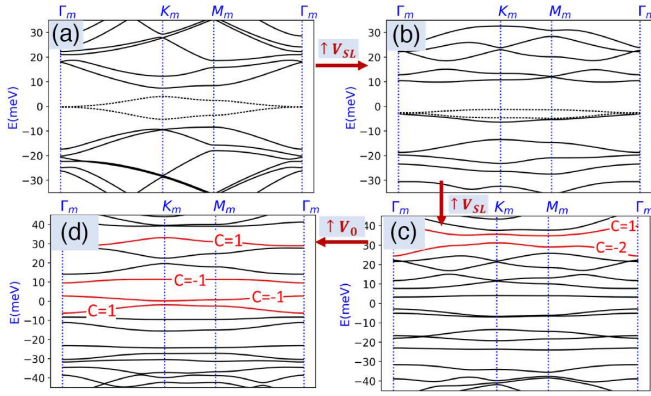 Γm Km Mm Γm
(a)
E(meV)
30
20
10
0
−10
−20
−30
↑ VSL
Γm Km Mm Γm
(b)
E(meV)
30
20
10
0
−10
−20
−30
↑ VSL
Γm Km Mm Γm
(d)
E(meV)
40
30
20
10
0
−10
−20
−30
−40
C=1
C=-1
C=-1
C=1
↑ V0
Γm Km Mm Γm
(c)
E(meV)
40
30
20
10
0
−10
−20
−30
−40
C=1
C=-2